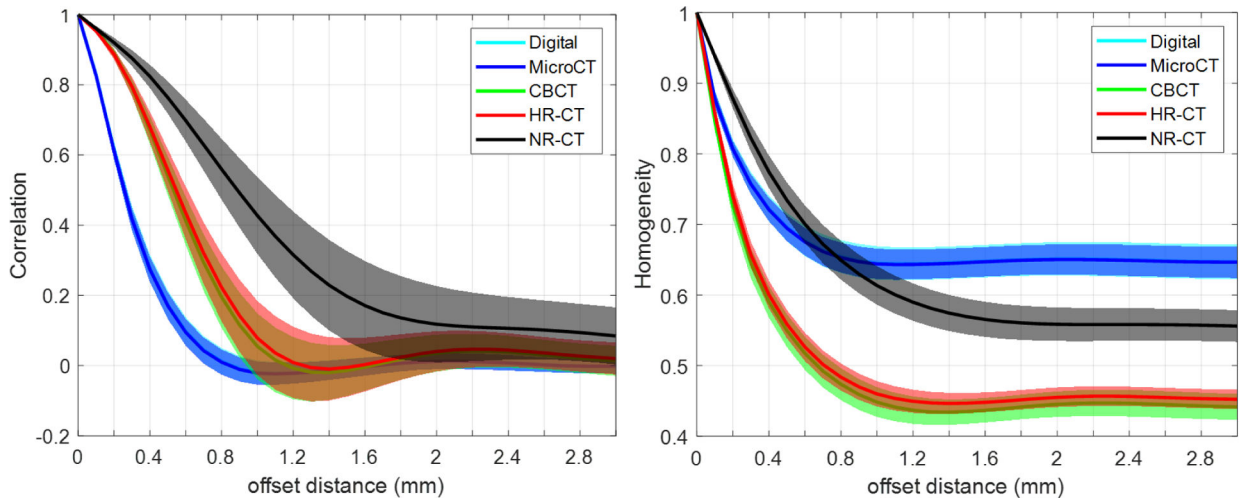 1
0.8
0.6
0.4
0.2
0
-0.2
Correlation
0 0.4 0.8 1.2 1.6 2 2.4 2.8
offset distance (mm)
Digital
MicroCT
CBCT
HR-CT
NR-CT
1
0.9
0.8
0.7
0.6
0.5
0.4
Homogeneity
0 0.4 0.8 1.2 1.6 2 2.4 2.8
offset distance (mm)
Digital
MicroCT
CBCT
HR-CT
NR-CT